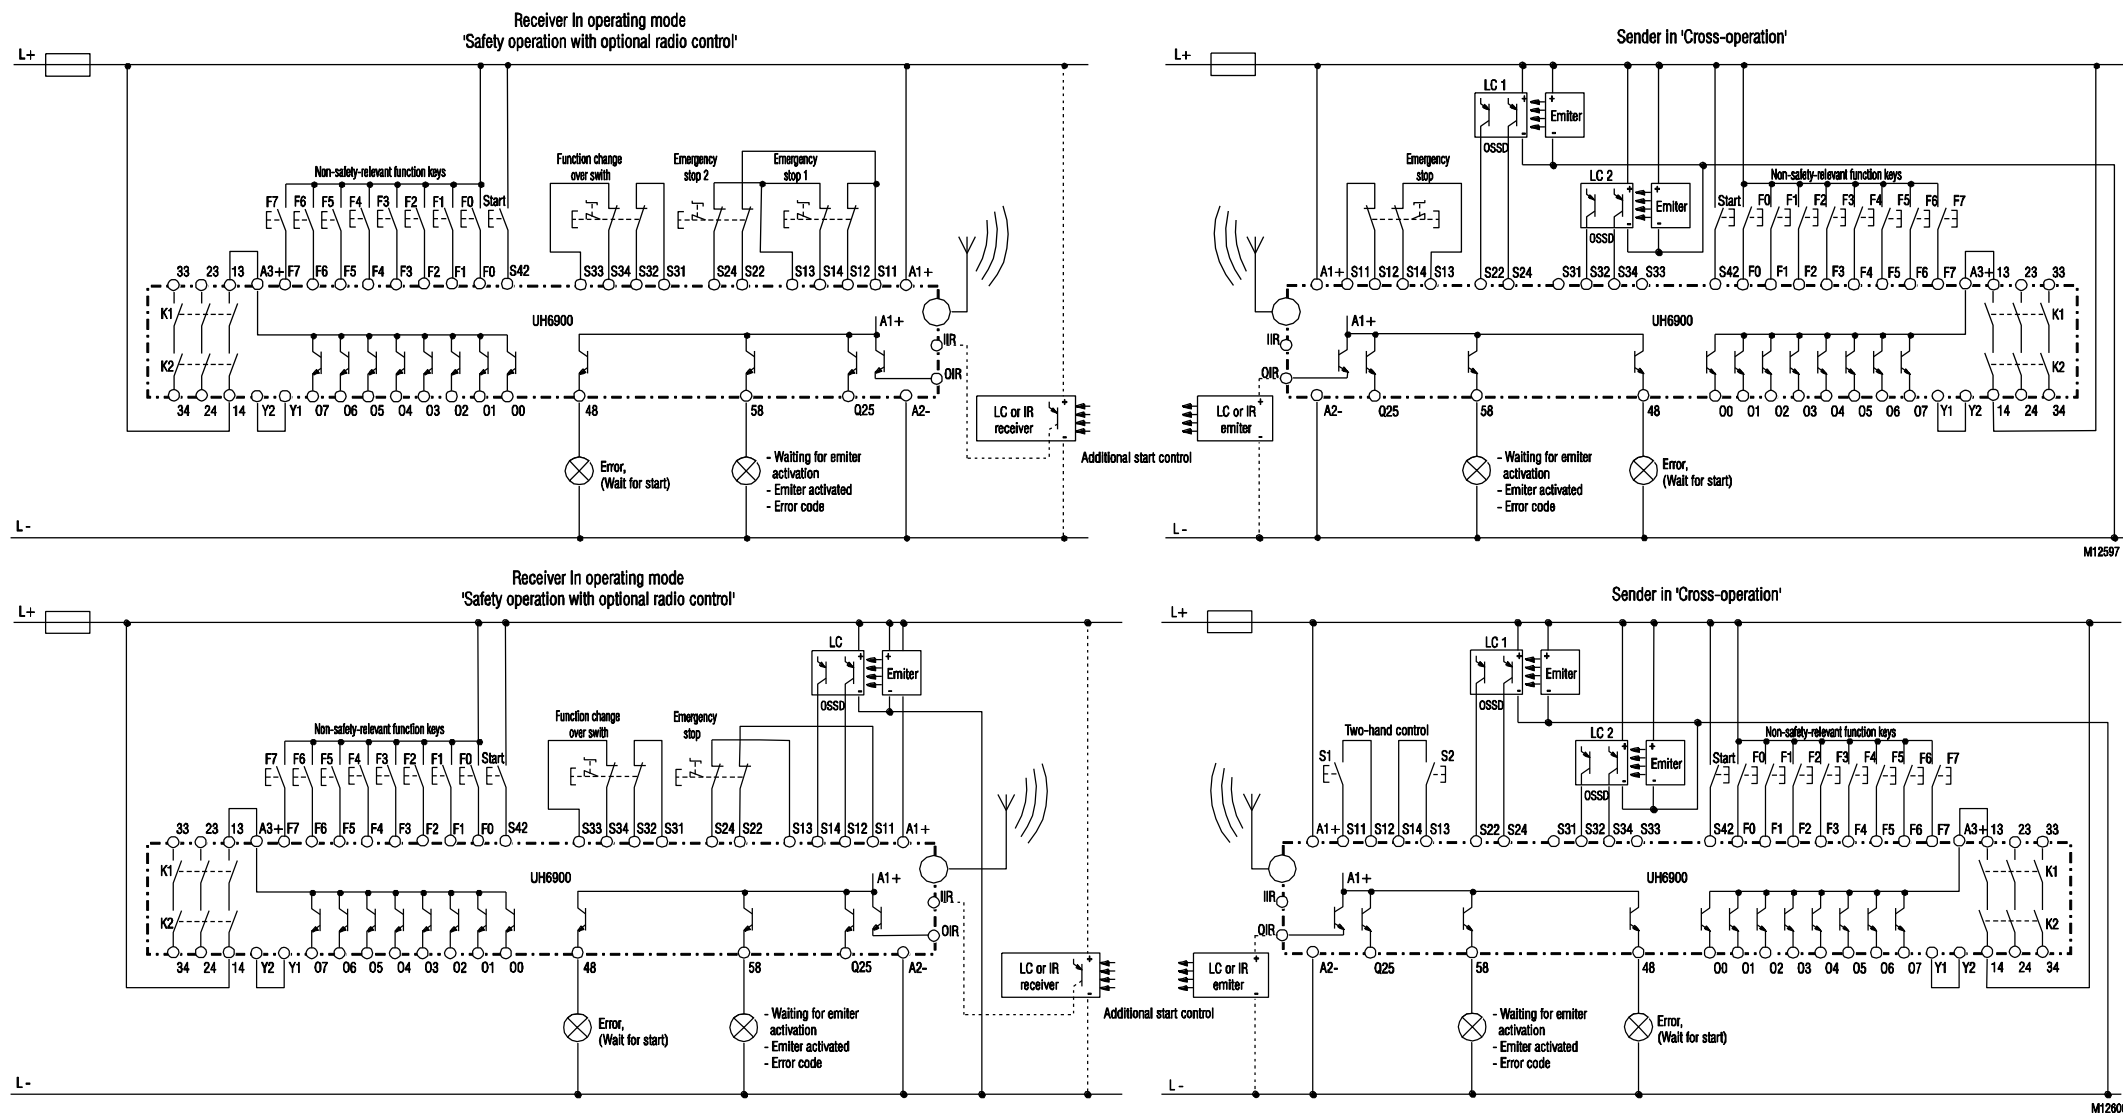 Receiver In operating mode
'Safety operation with optional radio control'
L+
Non-safety-relevant function keys
F7 F6 F5 F4 F3 F2 F1 F0 Start
Function change
over swith
Emergency
stop 2
Emergency
stop 1
33 23 13 A3+ F7 F6 F5 F4 F3 F2 F1 F0 S42 S33 S34 S32 S31 S24 S22 S13 S14 S12 S11 A1+
K1
UH6900
A1+
IIR
K2
OIR
34 24 14 Y2 Y1 07 06 05 04 03 02 01 00 48 58 Q25 A2-
LC or IR
receiver
+
-
Error,
(Wait for start)
- Waiting for emiter
activation
- Emiter activated
- Error code
L-
Additional start control
Sender in 'Cross-operation'
L+
LC 1
+ -
OSSD
+ Emiter -
LC 2
+ -
OSSD
+ Emiter -
Emergency
stop
Non-safety-relevant function keys
Start F0 F1 F2 F3 F4 F5 F6 F7
A1+ S11 S12 S14 S13 S22 S24 S31 S32 S34 S33 S42 F0 F1 F2 F3 F4 F5 F6 F7 A3+ 13 23 33
A1+
UH6900
K1
IIR
QIR
K2
A2- Q25 58 48 00 01 02 03 04 05 06 07 Y1 Y2 14 24 34
LC or IR
emiter
+
-
- Waiting for emiter
activation
- Emiter activated
- Error code
Error,
(Wait for start)
L-
M12597
Receiver In operating mode
'Safety operation with optional radio control'
L+
LC
+ -
OSSD
+ Emiter -
Non-safety-relevant function keys
F7 F6 F5 F4 F3 F2 F1 F0 Start
Function change
over swith
Emergency
stop
33 23 13 A3+ F7 F6 F5 F4 F3 F2 F1 F0 S42 S33 S34 S32 S31 S24 S22 S13 S14 S12 S11 A1+
K1
UH6900
A1+
IIR
K2
OIR
34 24 14 Y2 Y1 07 06 05 04 03 02 01 00 48 58 Q25 A2-
LC or IR
receiver
+
-
Error,
(Wait for start)
- Waiting for emiter
activation
- Emiter activated
- Error code
L-
Additional start control
Sender in 'Cross-operation'
L+
LC 1
+ -
OSSD
+ Emiter -
LC 2
+ -
OSSD
+ Emiter -
Two-hand control
S1 S2
Non-safety-relevant function keys
Start F0 F1 F2 F3 F4 F5 F6 F7
A1+ S11 S12 S14 S13 S22 S24 S31 S32 S34 S33 S42 F0 F1 F2 F3 F4 F5 F6 F7 A3+ 13 23 33
A1+
UH6900
K1
IIR
QIR
K2
A2- Q25 58 48 00 01 02 03 04 05 06 07 Y1 Y2 14 24 34
LC or IR
emiter
+
-
- Waiting for emiter
activation
- Emiter activated
- Error code
Error,
(Wait for start)
L-